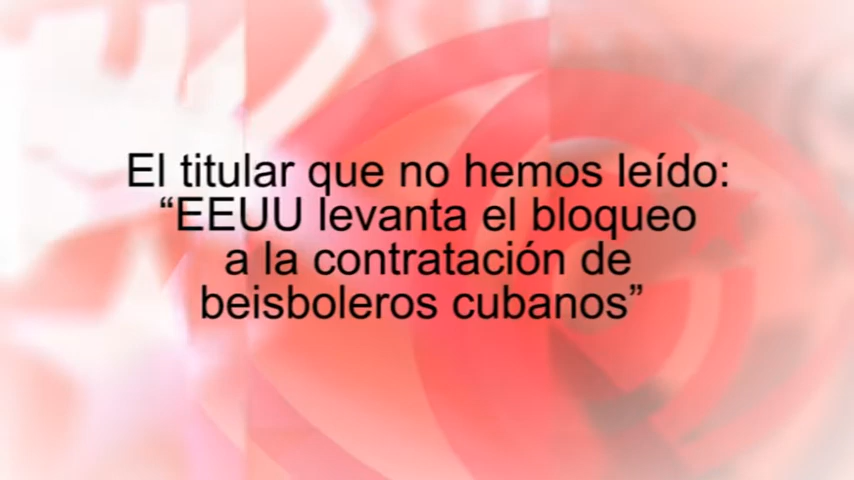 El titular que no hemos leído:
“EEUU levanta el bloqueo
a la contratación de
beisboleros cubanos”